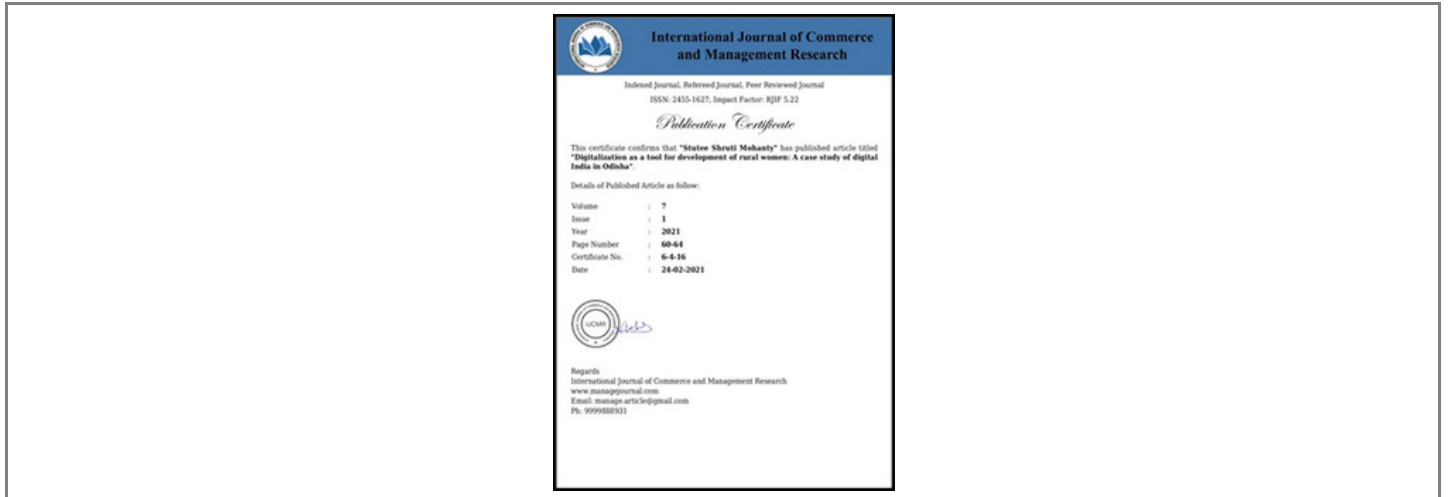 International Journal of Commerce
and Management Research
Indexed Journal, Refereed Journal, Peer Reviewed Journal
ISSN: 2455-1627, Impact Factor: RJIF 5.22
Publication Certificate
This certificate confirms that "Stutee Shruti Mohanty" has published article titled
"Digitalization as a tool for development of rural women: A case study of digital
India in Odisha".
Details of Published Article as follow:
Volume : 7
Issue : 1
Year : 2021
Page Number : 60-64
Certificate No. : 6-4-16
Date : 24-02-2021
IJCMR
Regards
International Journal of Commerce and Management Research
www.managejournal.com
Email: manage.article@gmail.com
Ph: 9999888931